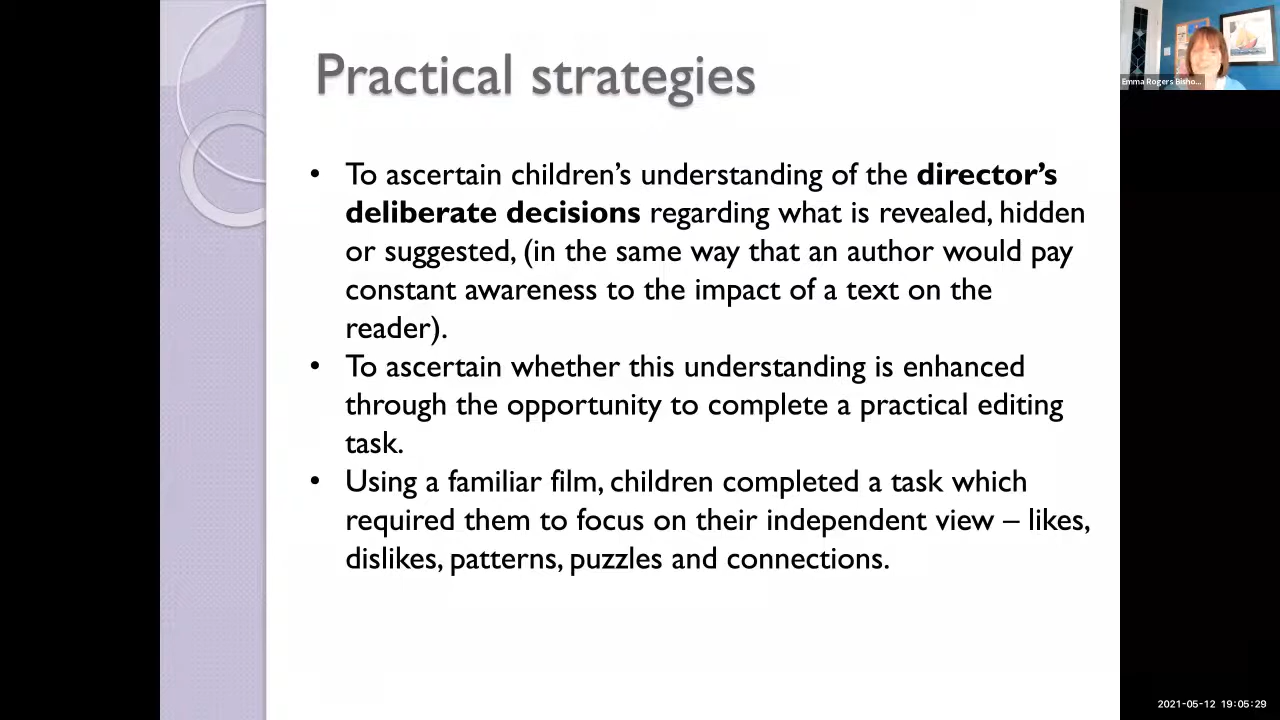 Practical strategies
• To ascertain children’s understanding of the director’s
deliberate decisions regarding what is revealed, hidden
or suggested, (in the same way that an author would pay
constant awareness to the impact of a text on the
reader).
• To ascertain whether this understanding is enhanced
through the opportunity to complete a practical editing
task.
• Using a familiar film, children completed a task which
required them to focus on their independent view – likes,
dislikes, patterns, puzzles and connections.
Emma Rogers Bisho...
2021-05-12 19:05:29